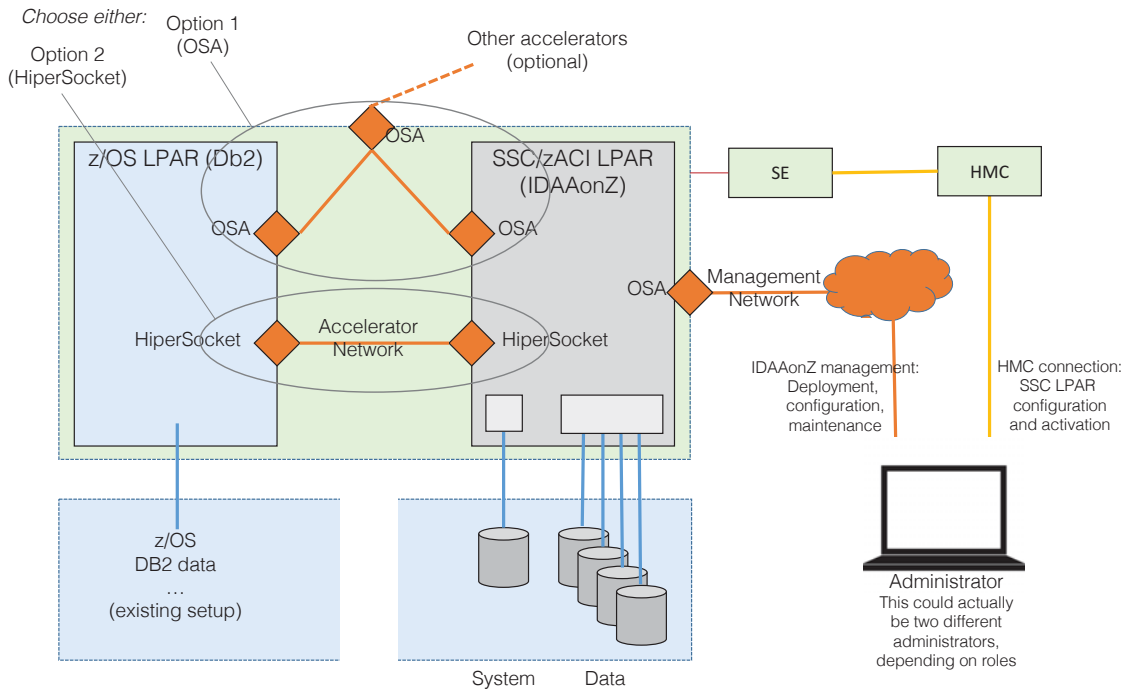 Choose either:
Option 1
(OSA)
Option 2
(HiperSocket)
Other accelerators
(optional)
OSA
z/OS LPAR (Db2)
SSC/zACI LPAR
(IDAAonZ)
SE
HMC
OSA
OSA
OSA
Management
Network
HiperSocket
Accelerator
Network
HiperSocket
IDAAonZ management:
Deployment,
configuration,
maintenance
HMC connection:
SSC LPAR
configuration
and activation
z/OS
DB2 data
...
(existing setup)
System
Data
Administrator
This could actually
be two different
administrators,
depending on roles